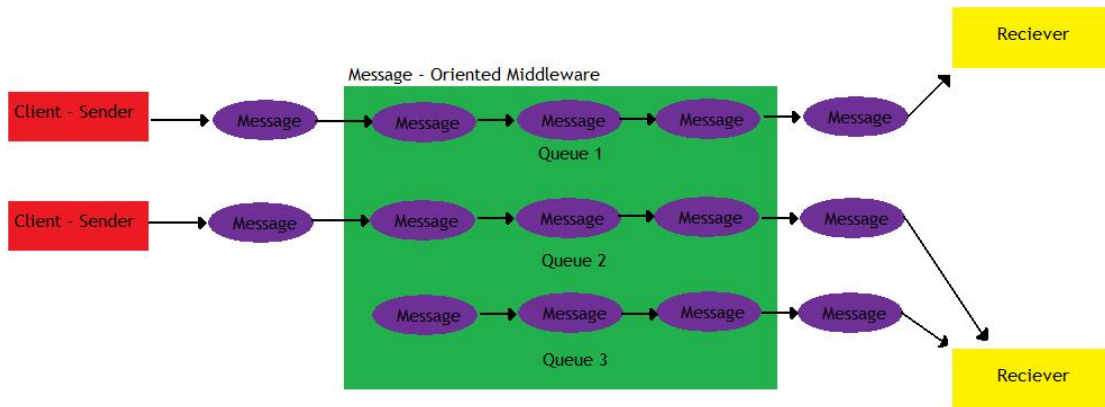 Reciever
Message - Oriented Middleware
Client - Sender
Message
Message
Message
Message
Message
Queue 1
Client - Sender
Message
Message
Message
Message
Message
Queue 2
Message
Message
Message
Message
Queue 3
Reciever